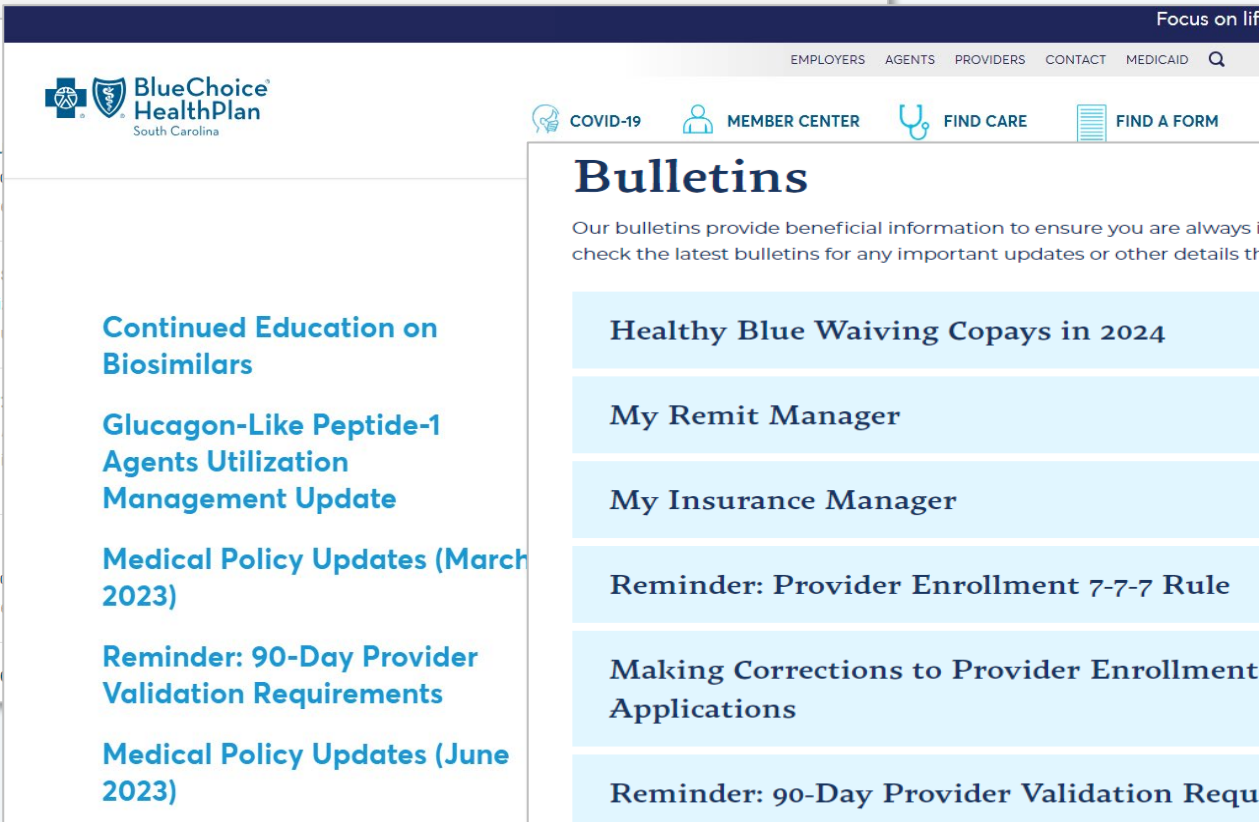 Focus on
EMPLOYERS AGENTS PROVIDERS CONTACT MEDICAID
BlueChoice®
HealthPlan
South Carolina
COVID-19 MEMBER CENTER FIND CARE FIND A FORM
Continued Education on
Biosimilars
Glucagon-Like Peptide-1
Agents Utilization
Management Update
Medical Policy Updates (March
2023)
Reminder: 90-Day Provider
Validation Requirements
Medical Policy Updates (June
2023)
Bulletins
Our bulletins provide beneficial information to ensure you are always
check the latest bulletins for any important updates or other details
Healthy Blue Waiving Copays in 2024
My Remit Manager
My Insurance Manager
Reminder: Provider Enrollment 7-7-7 Rule
Making Corrections to Provider Enrollment
Applications
Reminder: 90-Day Provider Validation Requ